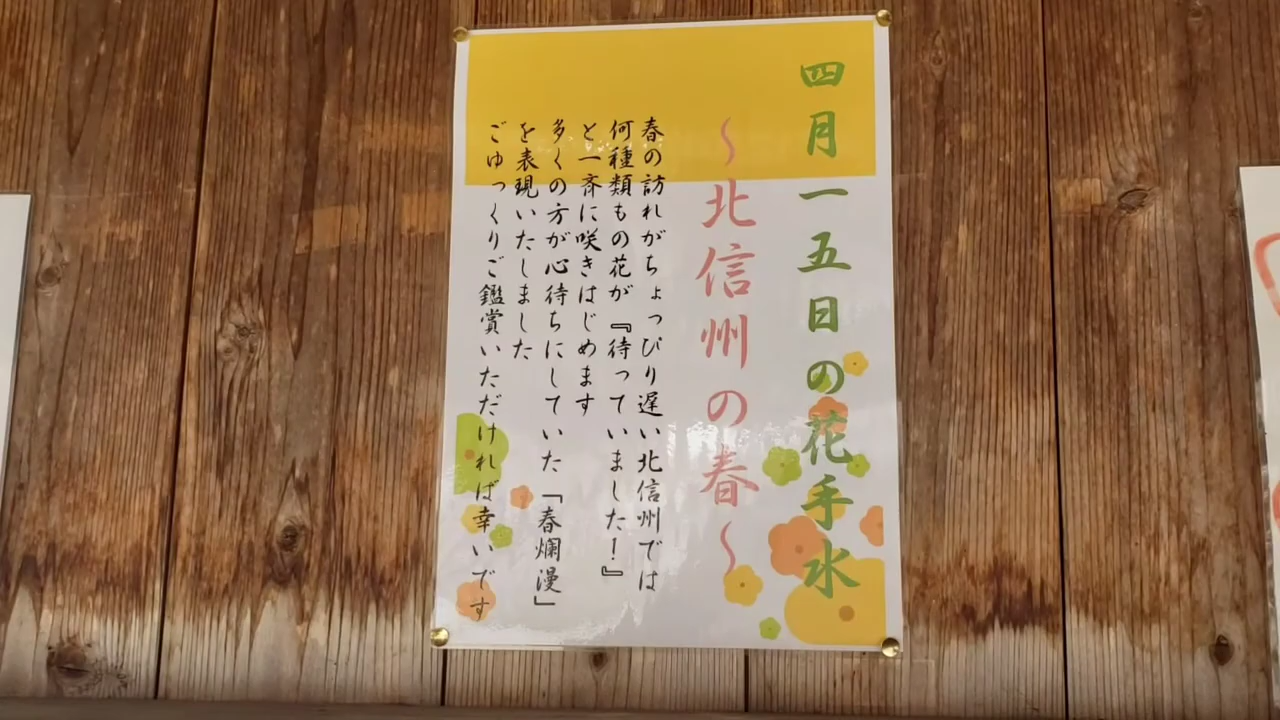 四月一五日の花手水
～北信州の春～
春の訪れがちょっぴり遅い北信州では
何種類もの花が『待っていました！』
と一斉に咲きはじめます
多くの方が心待ちにしていた「春爛漫」
を表現いたしました
ごゆっくりご鑑賞いただければ幸いです